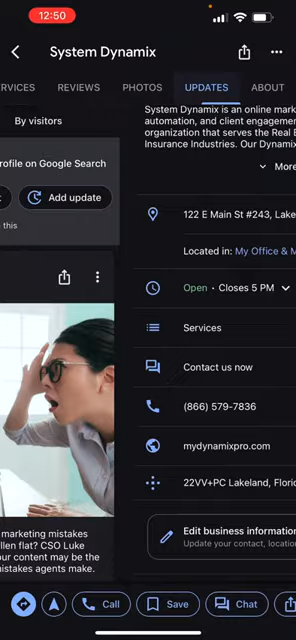 12:50
System Dynamix
RVICES
REVIEWS
PHOTOS
UPDATES
ABOUT
By visitors
rofile on Google Search
Add update
this
marketing mistakes
llen flat? CSO Luke
our content may be the
nistakes agents make.
System Dynamix is an online market
automation, and client engagemen
organization that serves the Real E
Insurance Industries. Our Dynami
More
122 E Main St #243, Lake
Located in: My Office & M
Open · Closes 5 PM
Services
Contact us now
(866) 579-7836
mydynamixpro.com
22VV+PC Lakeland, Florid
Edit business information
Update your contact, location
Call
Save
Chat